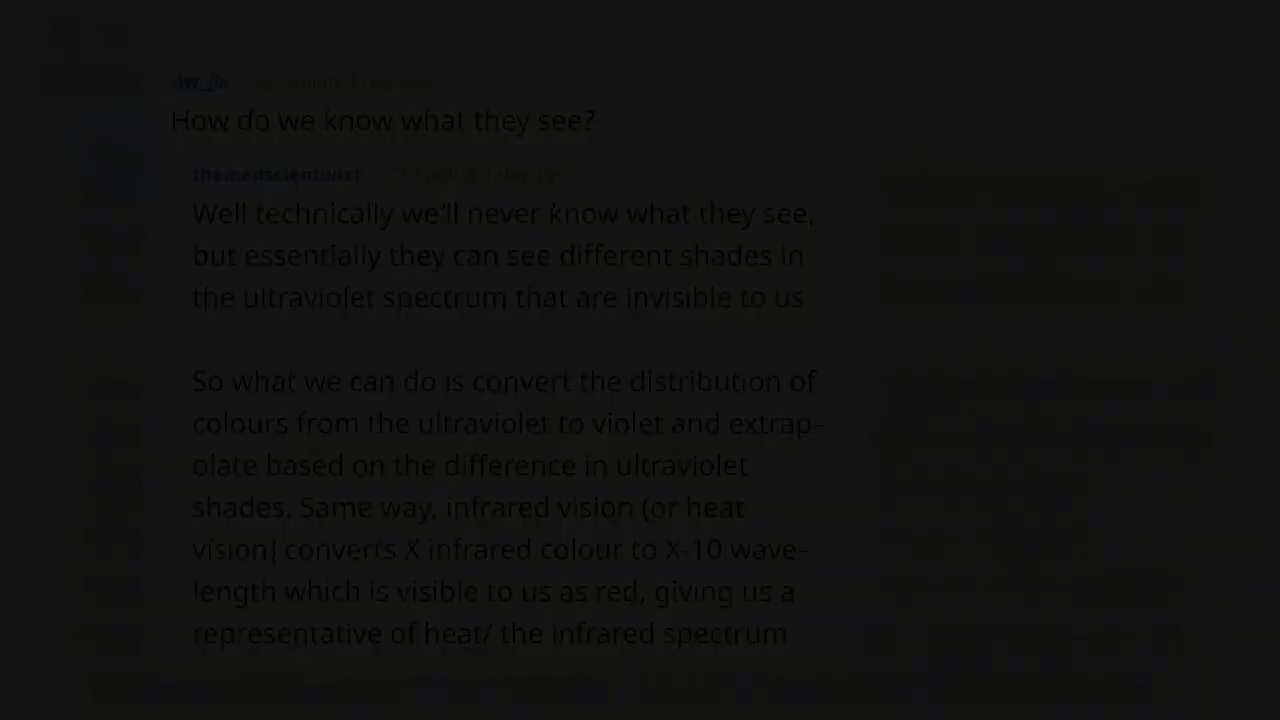 How do we know what they see?
themadscientwist
Well technically we'll never know what they see,
but essentially they can see different shades in
the ultraviolet spectrum that are invisible to us
So what we can do is convert the distribution of
colours from the ultraviolet to violet and extrap-
olate based on the difference in ultraviolet
shades. Same way, infrared vision (or heat
vision) converts X infrared colour to X-10 wave-
length which is visible to us as red, giving us a
representative of heat/ the infrared spectrum